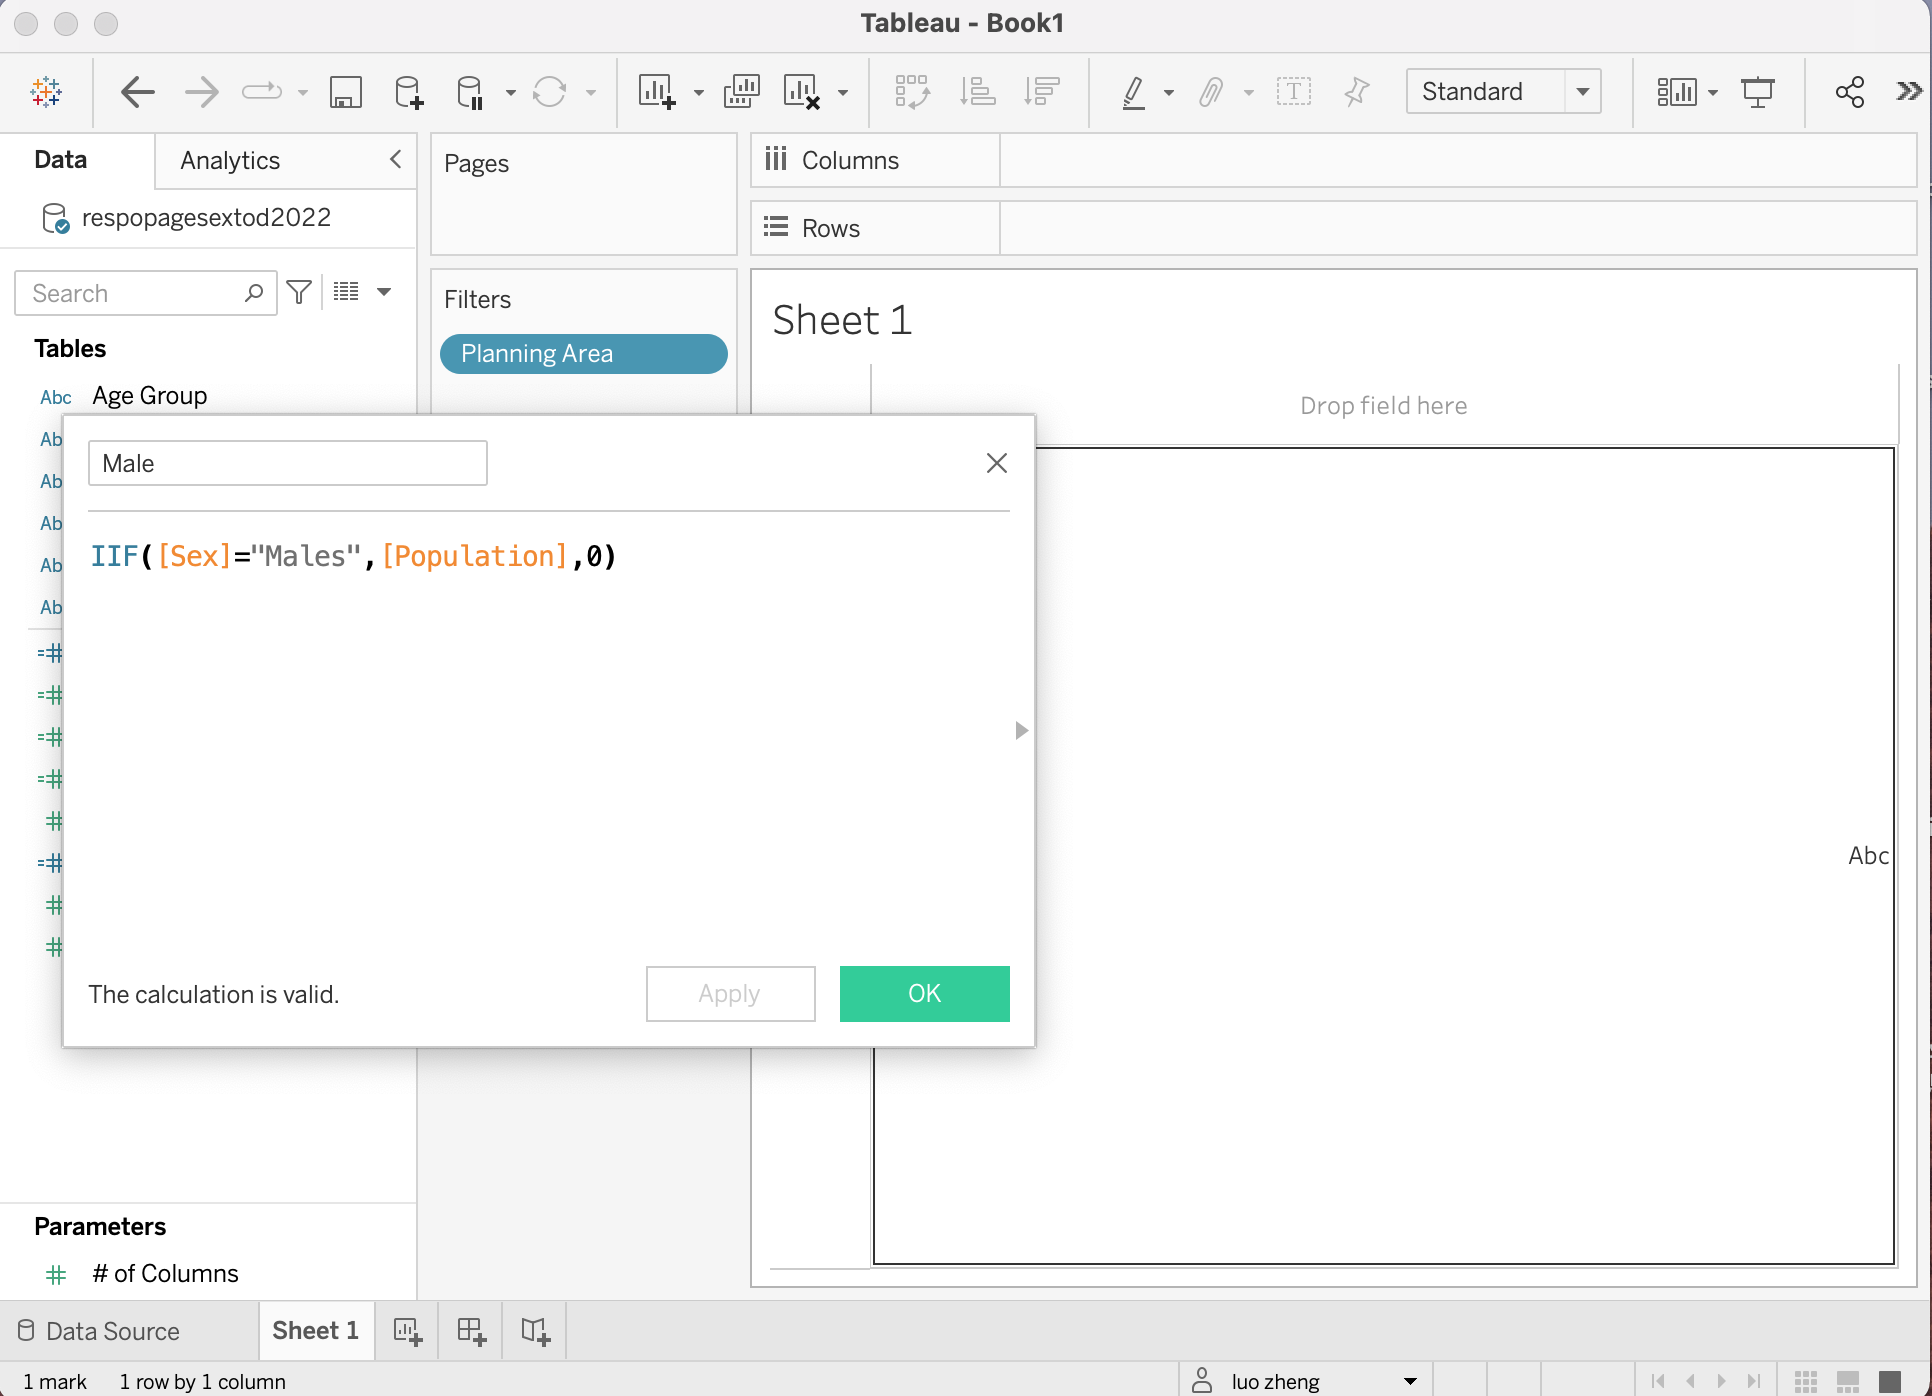 Tableau - Book1
Standard
Data
Analytics
Pages
Columns
respopagesextod2022
Rows
Search
Filters
Sheet 1
Tables
Planning Area
Abc Age Group
Drop field here
Ab
Male
Ab
IIF([Sex]="Males",[Population],0)
Ab
Ab
Ab
Abc
The calculation is valid.
Apply
OK
Parameters
# of Columns
Data Source
Sheet 1
1 mark
1 row by 1 column
luo zheng